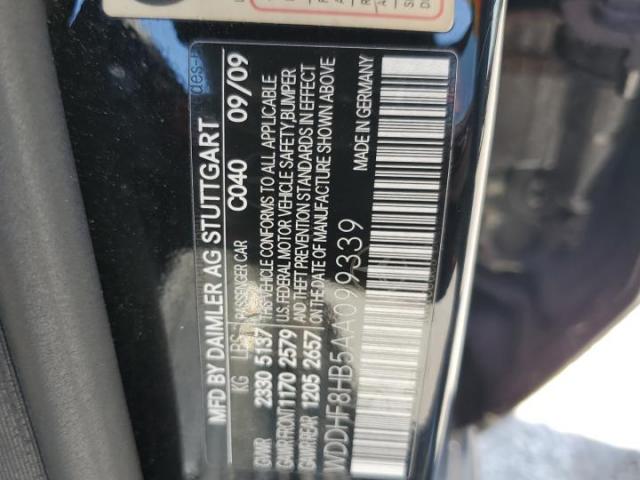 MFD BY DAIMLER AG STUTTGART
C040 09/09
KG LBS PASSENGER CAR
GVWR 2330 5137
GAWR FRONT 1170 2579
GAWR REAR 1205 2657
THIS VEHICLE CONFORMS TO ALL APPLICABLE
U.S. FEDERAL MOTOR VEHICLE SAFETY, BUMPER
AND THEFT PREVENTION STANDARDS IN EFFECT
ON THE DATE OF MANUFACTURE SHOWN ABOVE
MADE IN GERMANY
WDDHF8HB5AA099339